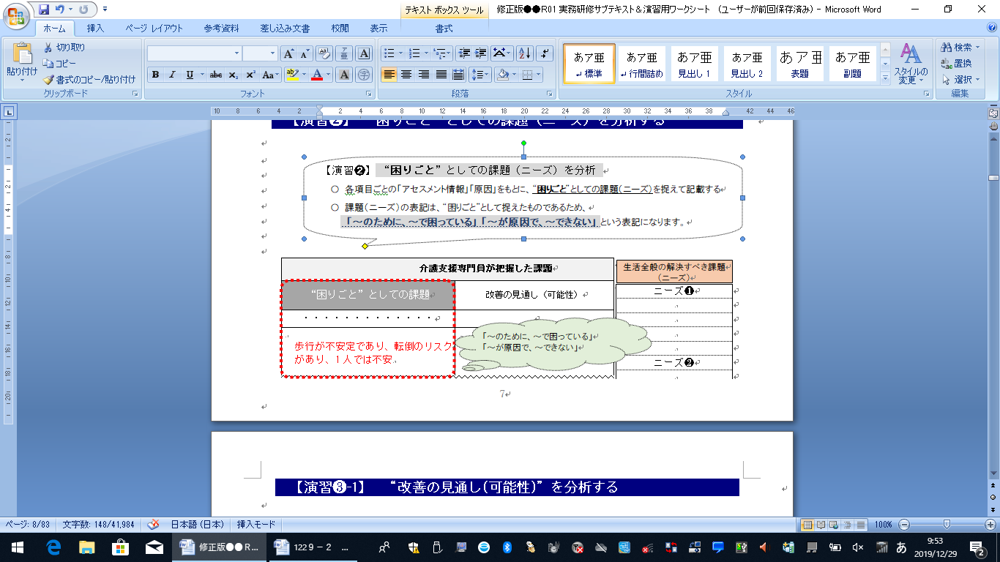 テキスト ボックス ツール
修正版●●R01 実務研修サブテキスト＆演習用ワークシート （ユーザーが前回保存済み） - Microsoft Word
ホーム 挿入 ページ レイアウト 参考資料 差し込み文書 校閲 表示 書式
貼り付け
切り取り
コピー
書式のコピー/貼り付け
クリップボード
フォント
段落
あア亜 標準
あア亜 行間詰め
あア亜 見出し 1
あア亜 見出し 2
あア亜 表題
あア亜 副題
スタイルの変更
スタイル
検索
置換
選択
編集
10 8 6 4 2 2 4 6 8 10 12 14 16 18 20 22 24 26 28 30 32 34 36 38 42 44 46
【演習❷】 “困りごと”としての課題（ニーズ）を分析する
【演習❷】 “困りごと”としての課題（ニーズ）を分析
○ 各項目ごとの「アセスメント情報」「原因」をもとに、“困りごと”としての課題（ニーズ）を捉えて記載する
○ 課題（ニーズ）の表記は、“困りごと”として捉えたものであるため、
「～のために、～で困っている」「～が原因で、～できない」という表記になります。
介護支援専門員が把握した課題
生活全般の解決すべき課題
（ニーズ）
“困りごと”としての課題
改善の見通し（可能性）
ニーズ❶
・・・・・・・・・・・・・
歩行が不安定であり、転倒のリスク
があり、１人では不安
「～のために、～で困っている」
「～が原因で、～できない」
ニーズ❷
7
【演習❸-1】 “改善の見通し(可能性)”を分析する
ページ: 8/83 文字数: 148/41,984 日本語 (日本) 挿入モード 100%
修正版●●R...
1229－2 ...
あ
9:53
2019/12/29
2